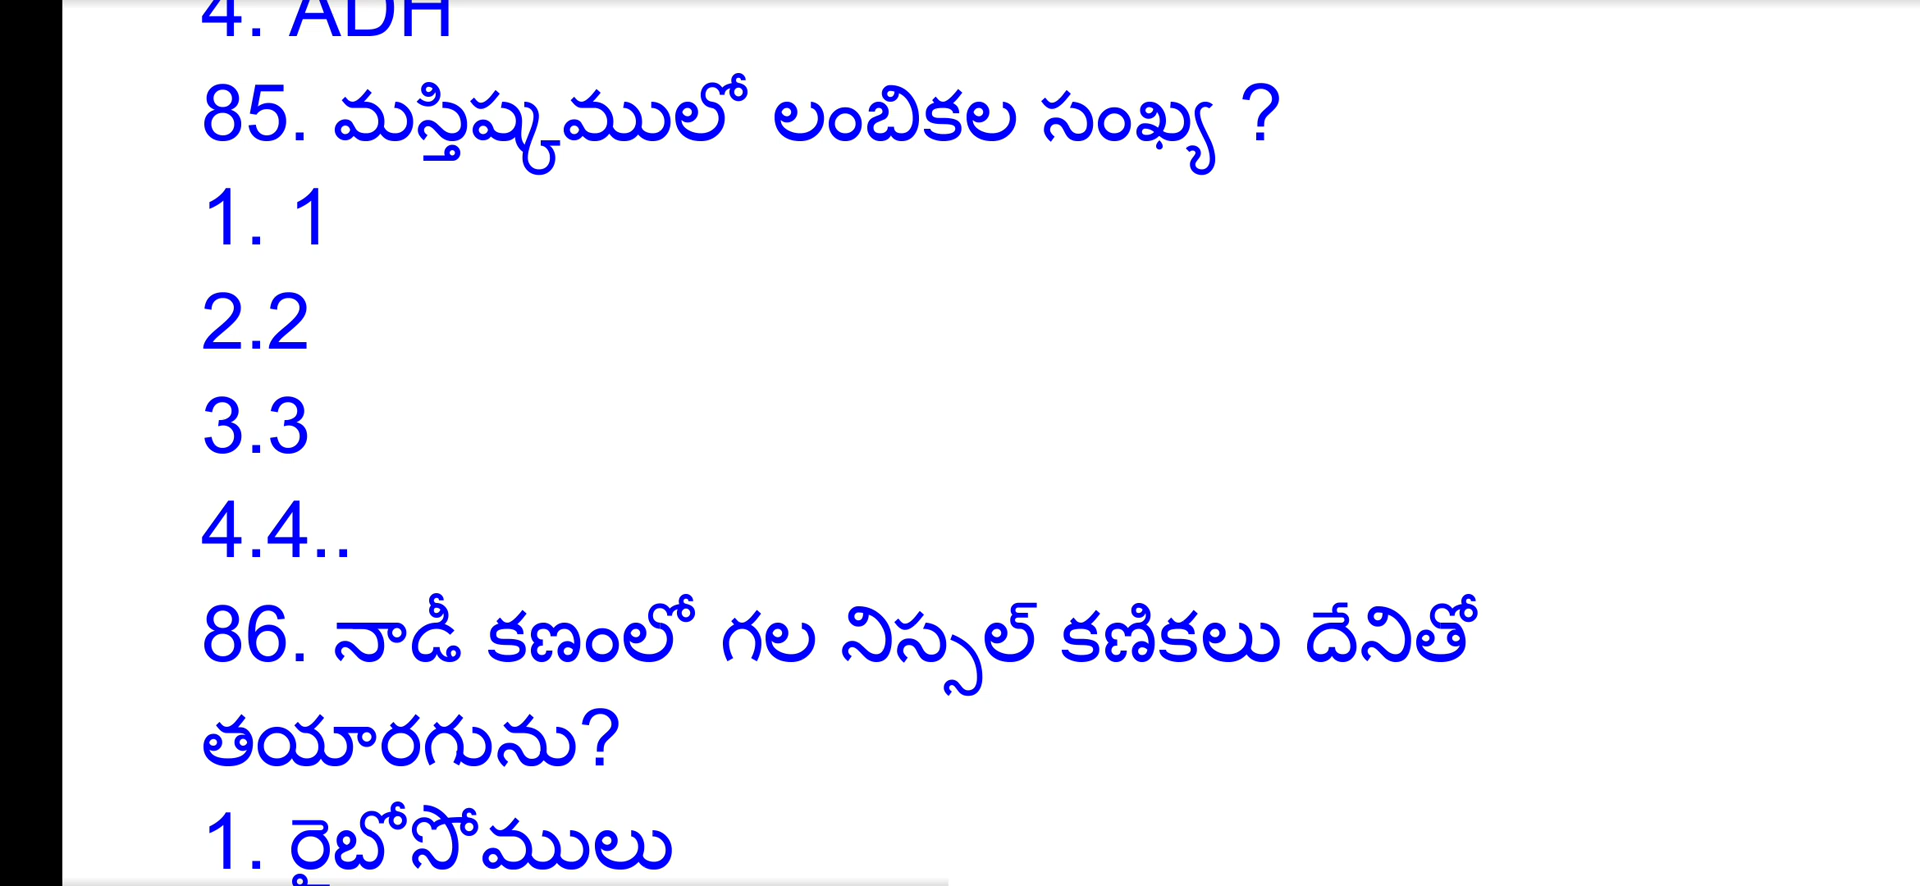 4. ADH
85. మస్తిష్కములో లంబికల సంఖ్య ?
1. 1
2.2
3.3
4.4..
86. నాడీ కణంలో గల నిస్సల్ కణికలు దేనితో
తయారగును?
1. రైబోసోములు